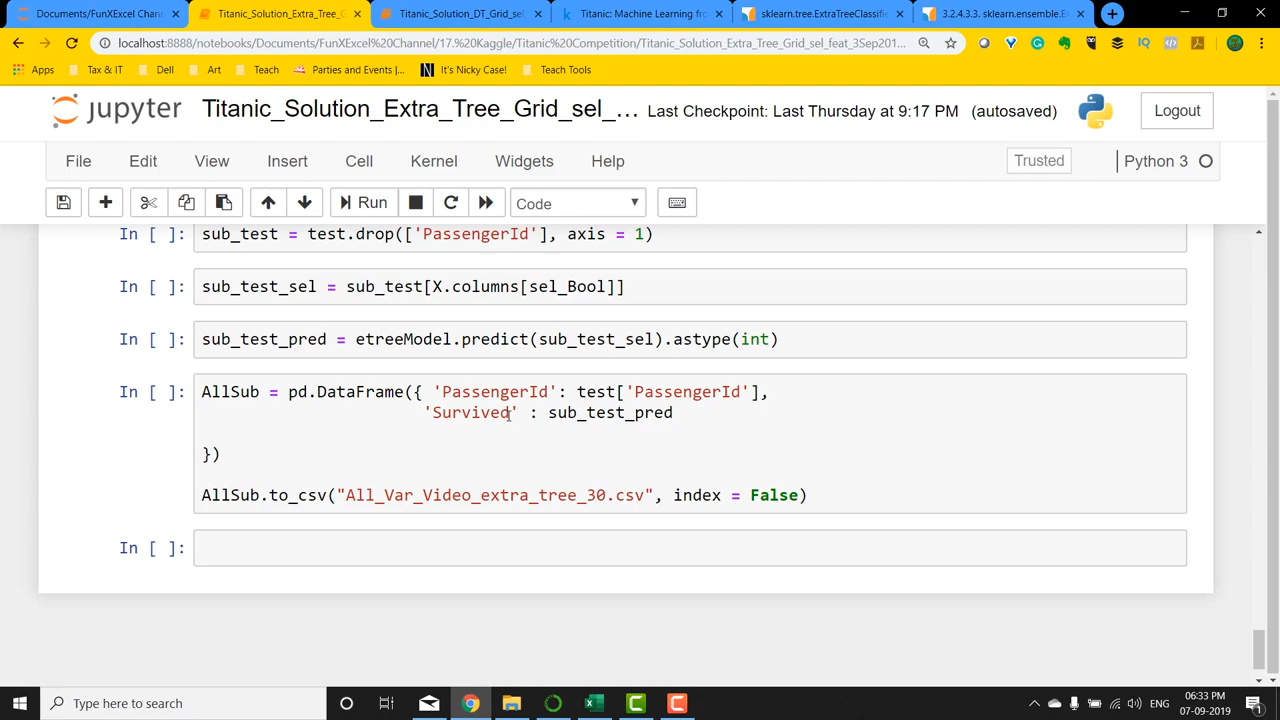 Documents/FunXExcel Chann
Titanic_Solution_Extra_Tree_G
Titanic_Solution_DT_Grid_sel
Titanic: Machine Learning fro
sklearn.tree.ExtraTreeClassifie
3.2.4.3.3. sklearn.ensemble.Ex
localhost:8888/notebooks/Documents/FunXExcel%20Channel/17.%20Kaggle/Titanic%20Competition/Titanic_Solution_Extra_Tree_Grid_sel_feat_3Sep201...
Apps
Tax & IT
Dell
Art
Teach
Parties and Events |...
It's Nicky Case!
Teach Tools
jupyter
Titanic_Solution_Extra_Tree_Grid_sel_...
Last Checkpoint: Last Thursday at 9:17 PM (autosaved)
Logout
File Edit View Insert Cell Kernel Widgets Help
Trusted
Python 3
Run
Code
In [ ]: sub_test = test.drop(['PassengerId'], axis = 1)
In [ ]: sub_test_sel = sub_test[X.columns[sel_Bool]]
In [ ]: sub_test_pred = etreeModel.predict(sub_test_sel).astype(int)
In [ ]: AllSub = pd.DataFrame({ 'PassengerId': test['PassengerId'],
'Survived' : sub_test_pred
})
AllSub.to_csv("All_Var_Video_extra_tree_30.csv", index = False)
In [ ]:
Type here to search
ENG
06:33 PM
07-09-2019
1